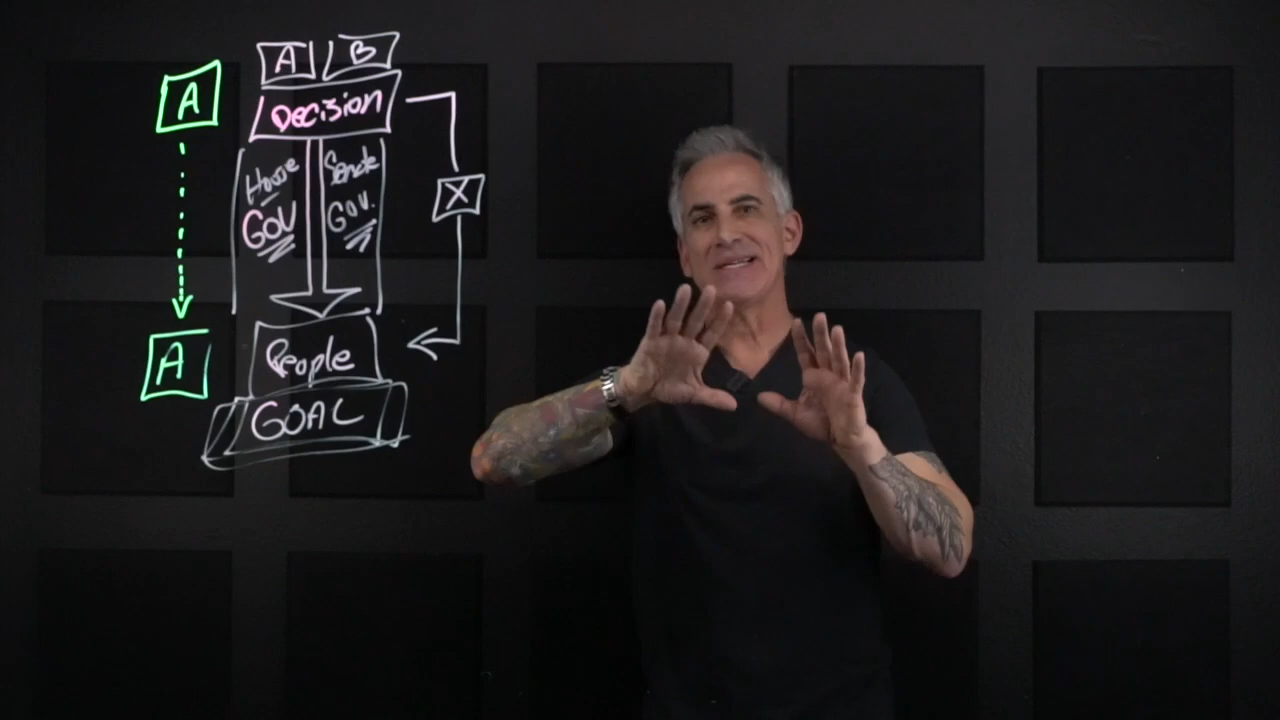 A B
A
Decision
House Senate
GOV GOV.
X
People
A
GOAL